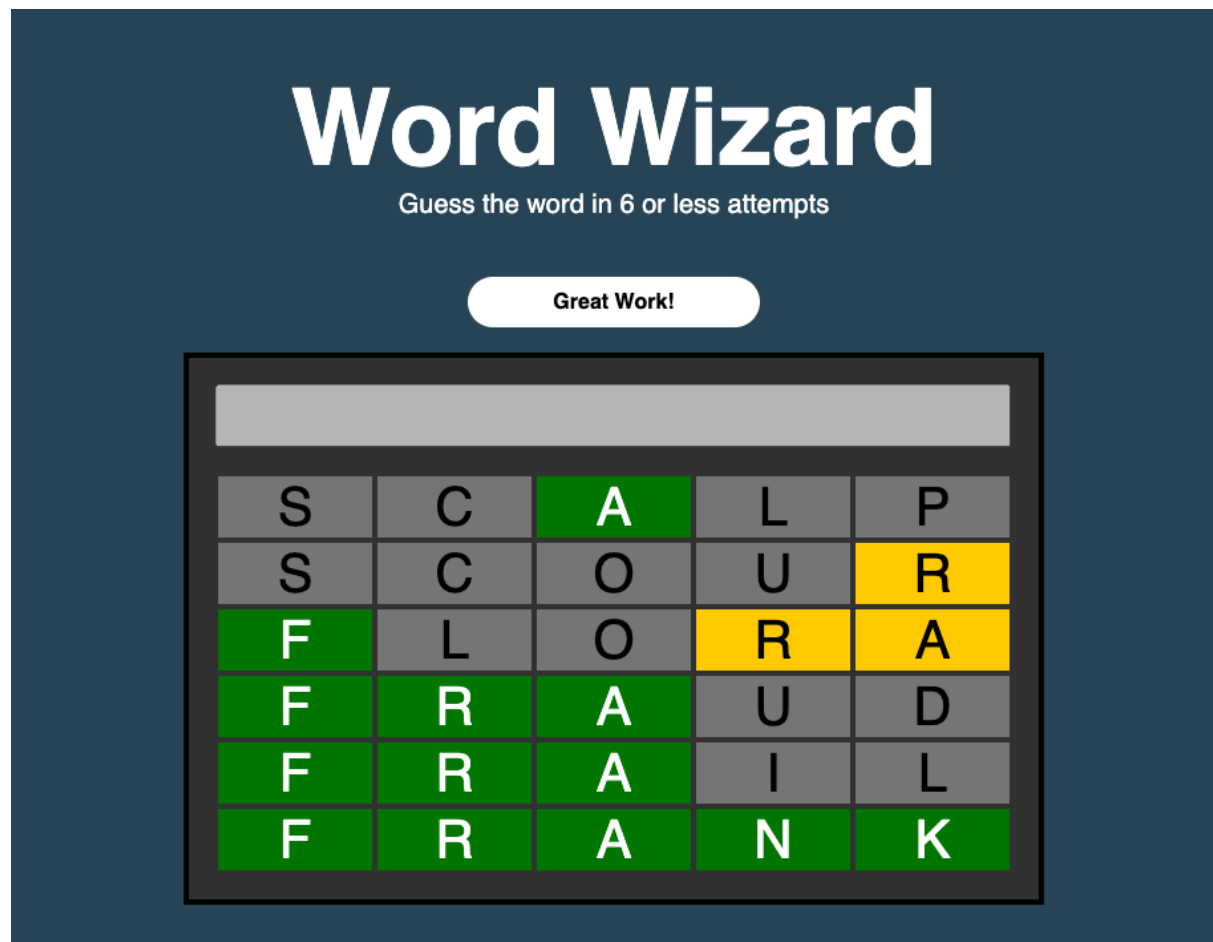 Word Wizard
Guess the word in 6 or less attempts
Great Work!
S C A L P
S C O U R
F L O R A
F R A U D
F R A I L
F R A N K